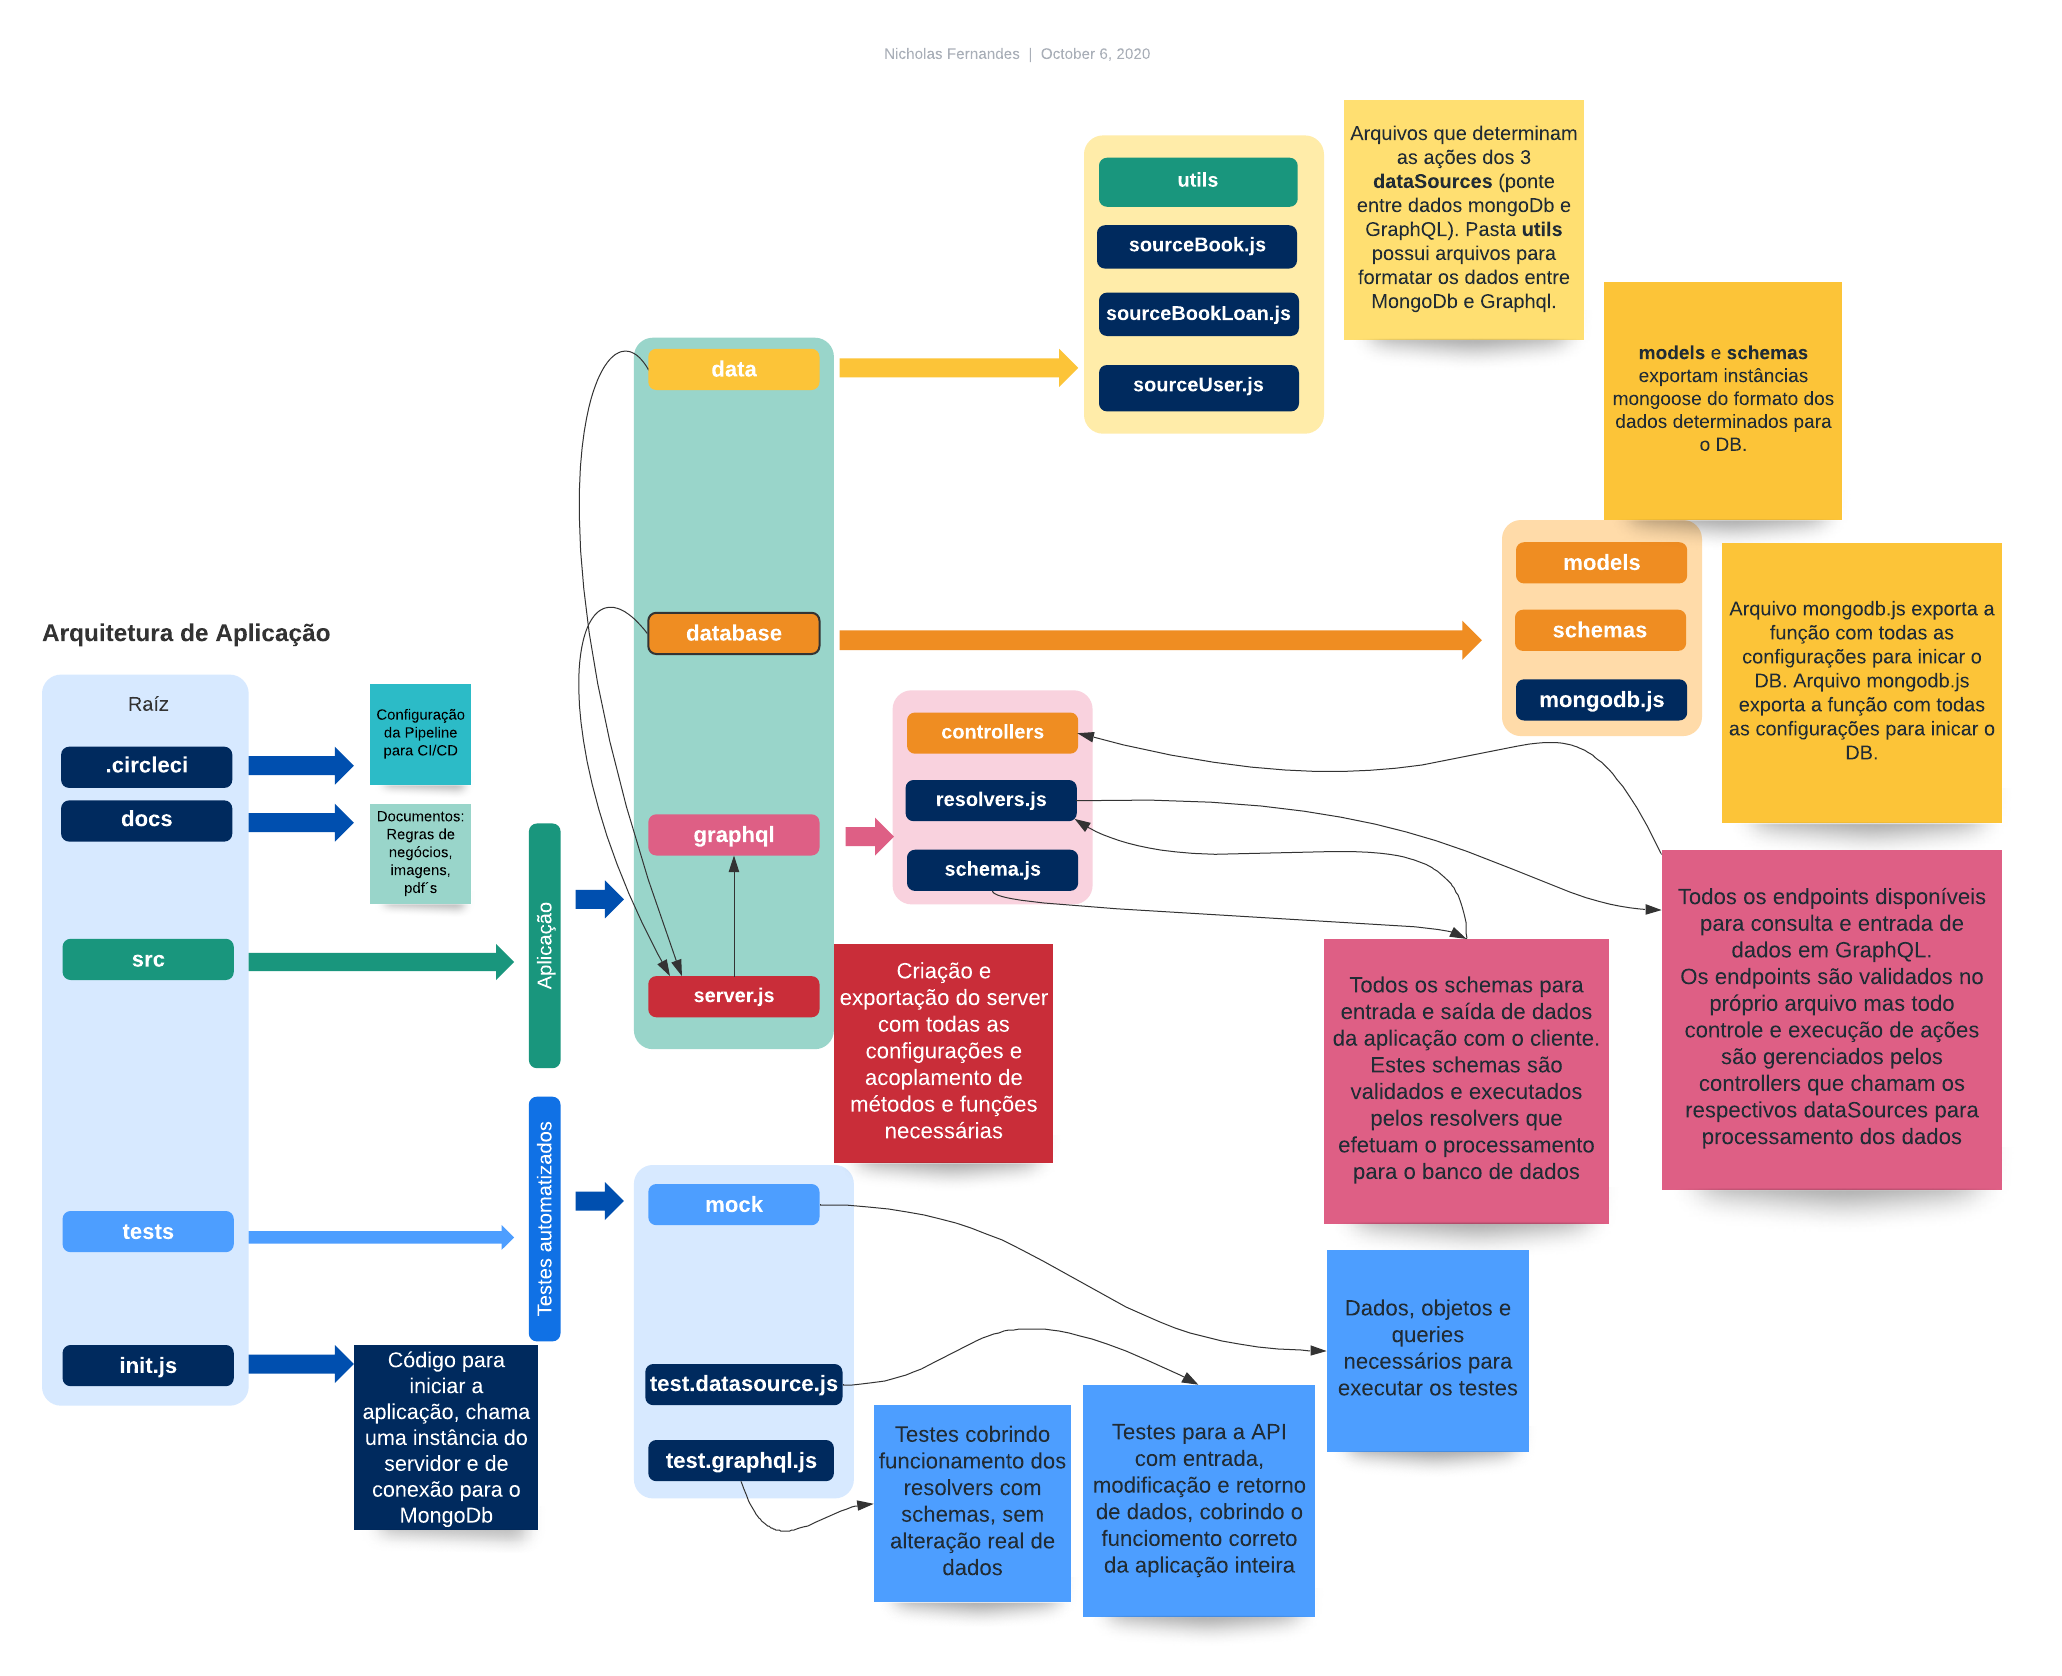 Nicholas Fernandes | October 6, 2020
utils
sourceBook.js
sourceBookLoan.js
sourceUser.js
Arquivos que determinam
as ações dos 3
dataSources (ponte
entre dados mongoDb e
GraphQL). Pasta utils
possui arquivos para
formatar os dados entre
MongoDb e Graphql.
models e schemas
exportam instâncias
mongoose do formato dos
dados determinados para
o DB.
data
database
graphql
server.js
models
schemas
mongodb.js
Arquivo mongodb.js exporta a
função com todas as
configurações para inicar o
DB. Arquivo mongodb.js
exporta a função com todas
as configurações para inicar o
DB.
Arquitetura de Aplicação
Raíz
.circleci
docs
src
tests
init.js
Configuração
da Pipeline
para CI/CD
Documentos:
Regras de
negócios,
imagens,
pdf´s
Aplicação
Testes automatizados
controllers
resolvers.js
schema.js
Criação e
exportação do server
com todas as
configurações e
acoplamento de
métodos e funções
necessárias
Todos os schemas para
entrada e saída de dados
da aplicação com o cliente.
Estes schemas são
validados e executados
pelos resolvers que
efetuam o processamento
para o banco de dados
Todos os endpoints disponíveis
para consulta e entrada de
dados em GraphQL.
Os endpoints são validados no
próprio arquivo mas todo
controle e execução de ações
são gerenciados pelos
controllers que chamam os
respectivos dataSources para
processamento dos dados
mock
test.datasource.js
test.graphql.js
Código para
iniciar a
aplicação, chama
uma instância do
servidor e de
conexão para o
MongoDb
Testes cobrindo
funcionamento dos
resolvers com
schemas, sem
alteração real de
dados
Testes para a API
com entrada,
modificação e retorno
de dados, cobrindo o
funciomento correto
da aplicação inteira
Dados, objetos e
queries
necessários para
executar os testes